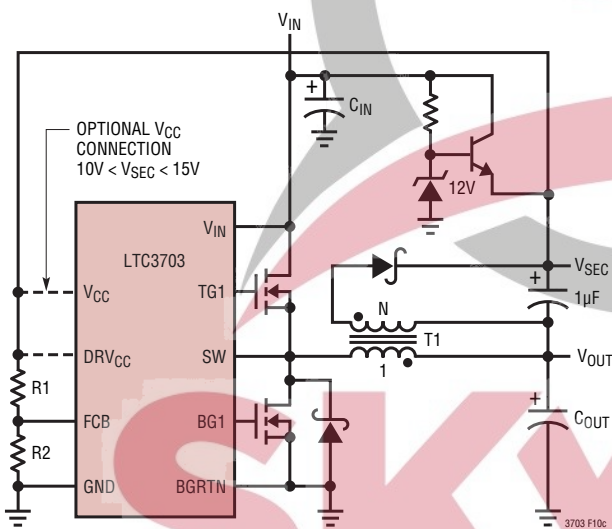 VIN
+
CIN
OPTIONAL VCC
CONNECTION
10V < VSEC < 15V
12V
VIN
LTC3703
VCC
TG1
VSEC
+
1µF
N
T1
DRVCC
SW
1
VOUT
R1
FCB
BG1
+
COUT
R2
GND
BGRTN
3703 F10c
SKY